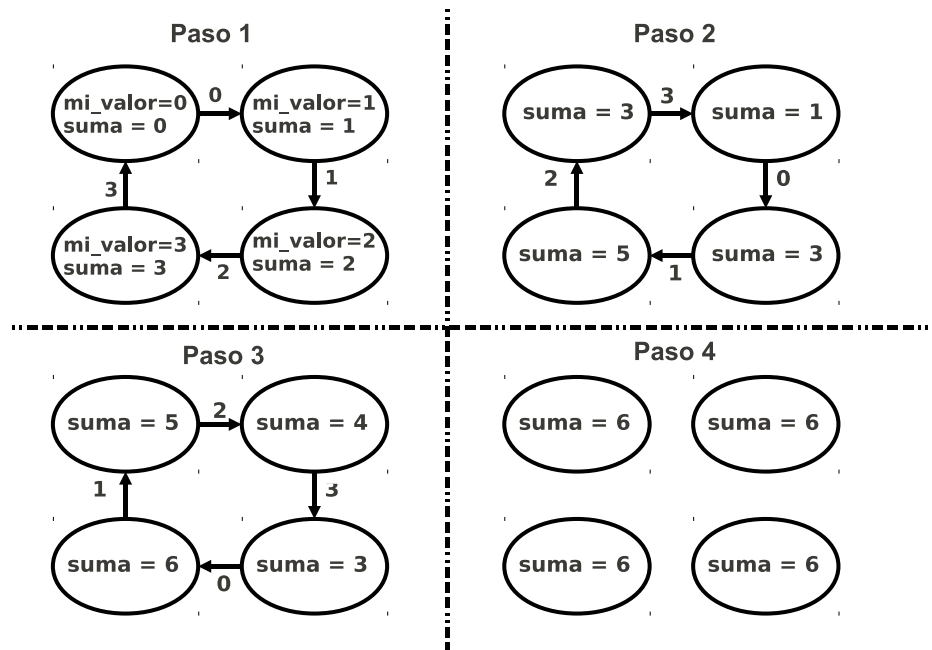 Paso 1
mi_valor=0
suma = 0
0
mi_valor=1
suma = 1
3
1
mi_valor=3
suma = 3
2
mi_valor=2
suma = 2
Paso 2
suma = 3
3
suma = 1
2
0
suma = 5
1
suma = 3
Paso 3
suma = 5
2
suma = 4
1
3
suma = 6
0
suma = 3
Paso 4
suma = 6
suma = 6
suma = 6
suma = 6